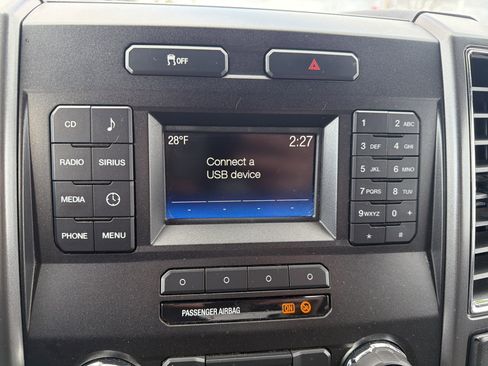 OFF
CD
RADIO SIRIUS
MEDIA
PHONE MENU
28°F 2:27
Connect a
USB device
- - - - -
1 2 ABC
3 DEF 4 GHI
5 JKL 6 MNO
7 PQRS 8 TUV
9 WXYZ 0 +
* #
PASSENGER AIRBAG ON